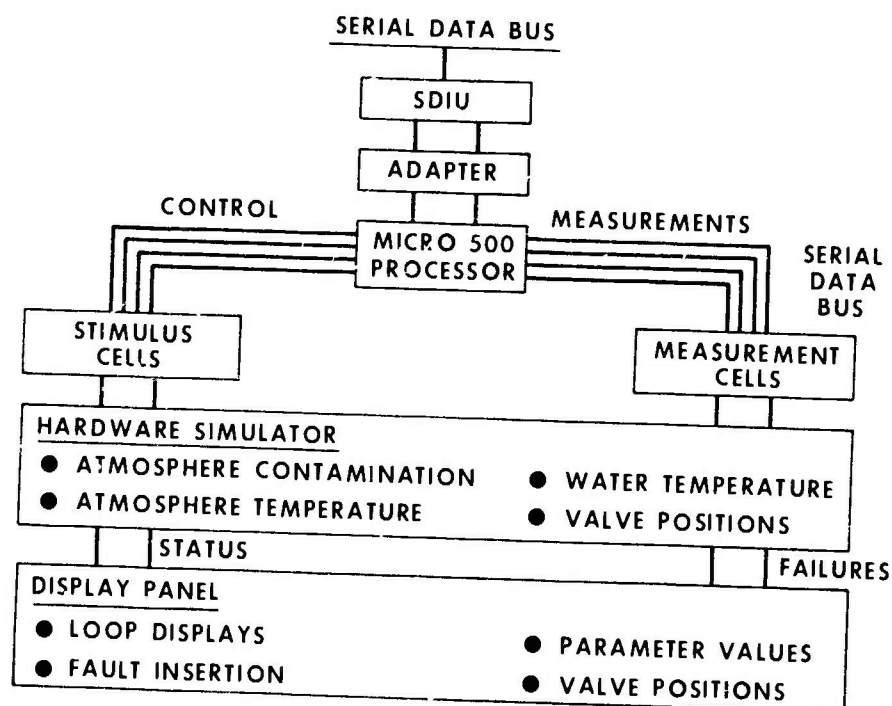 SERIAL DATA BUS
SDIU
ADAPTER
CONTROL
MICRO 500
PROCESSOR
MEASUREMENTS
SERIAL
DATA
BUS
STIMULUS
CELLS
MEASUREMENT
CELLS
HARDWARE SIMULATOR
● ATMOSPHERE CONTAMINATION
● ATMOSPHERE TEMPERATURE
● WATER TEMPERATURE
● VALVE POSITIONS
STATUS
FAILURES
DISPLAY PANEL
● LOOP DISPLAYS
● FAULT INSERTION
● PARAMETER VALUES
● VALVE POSITIONS